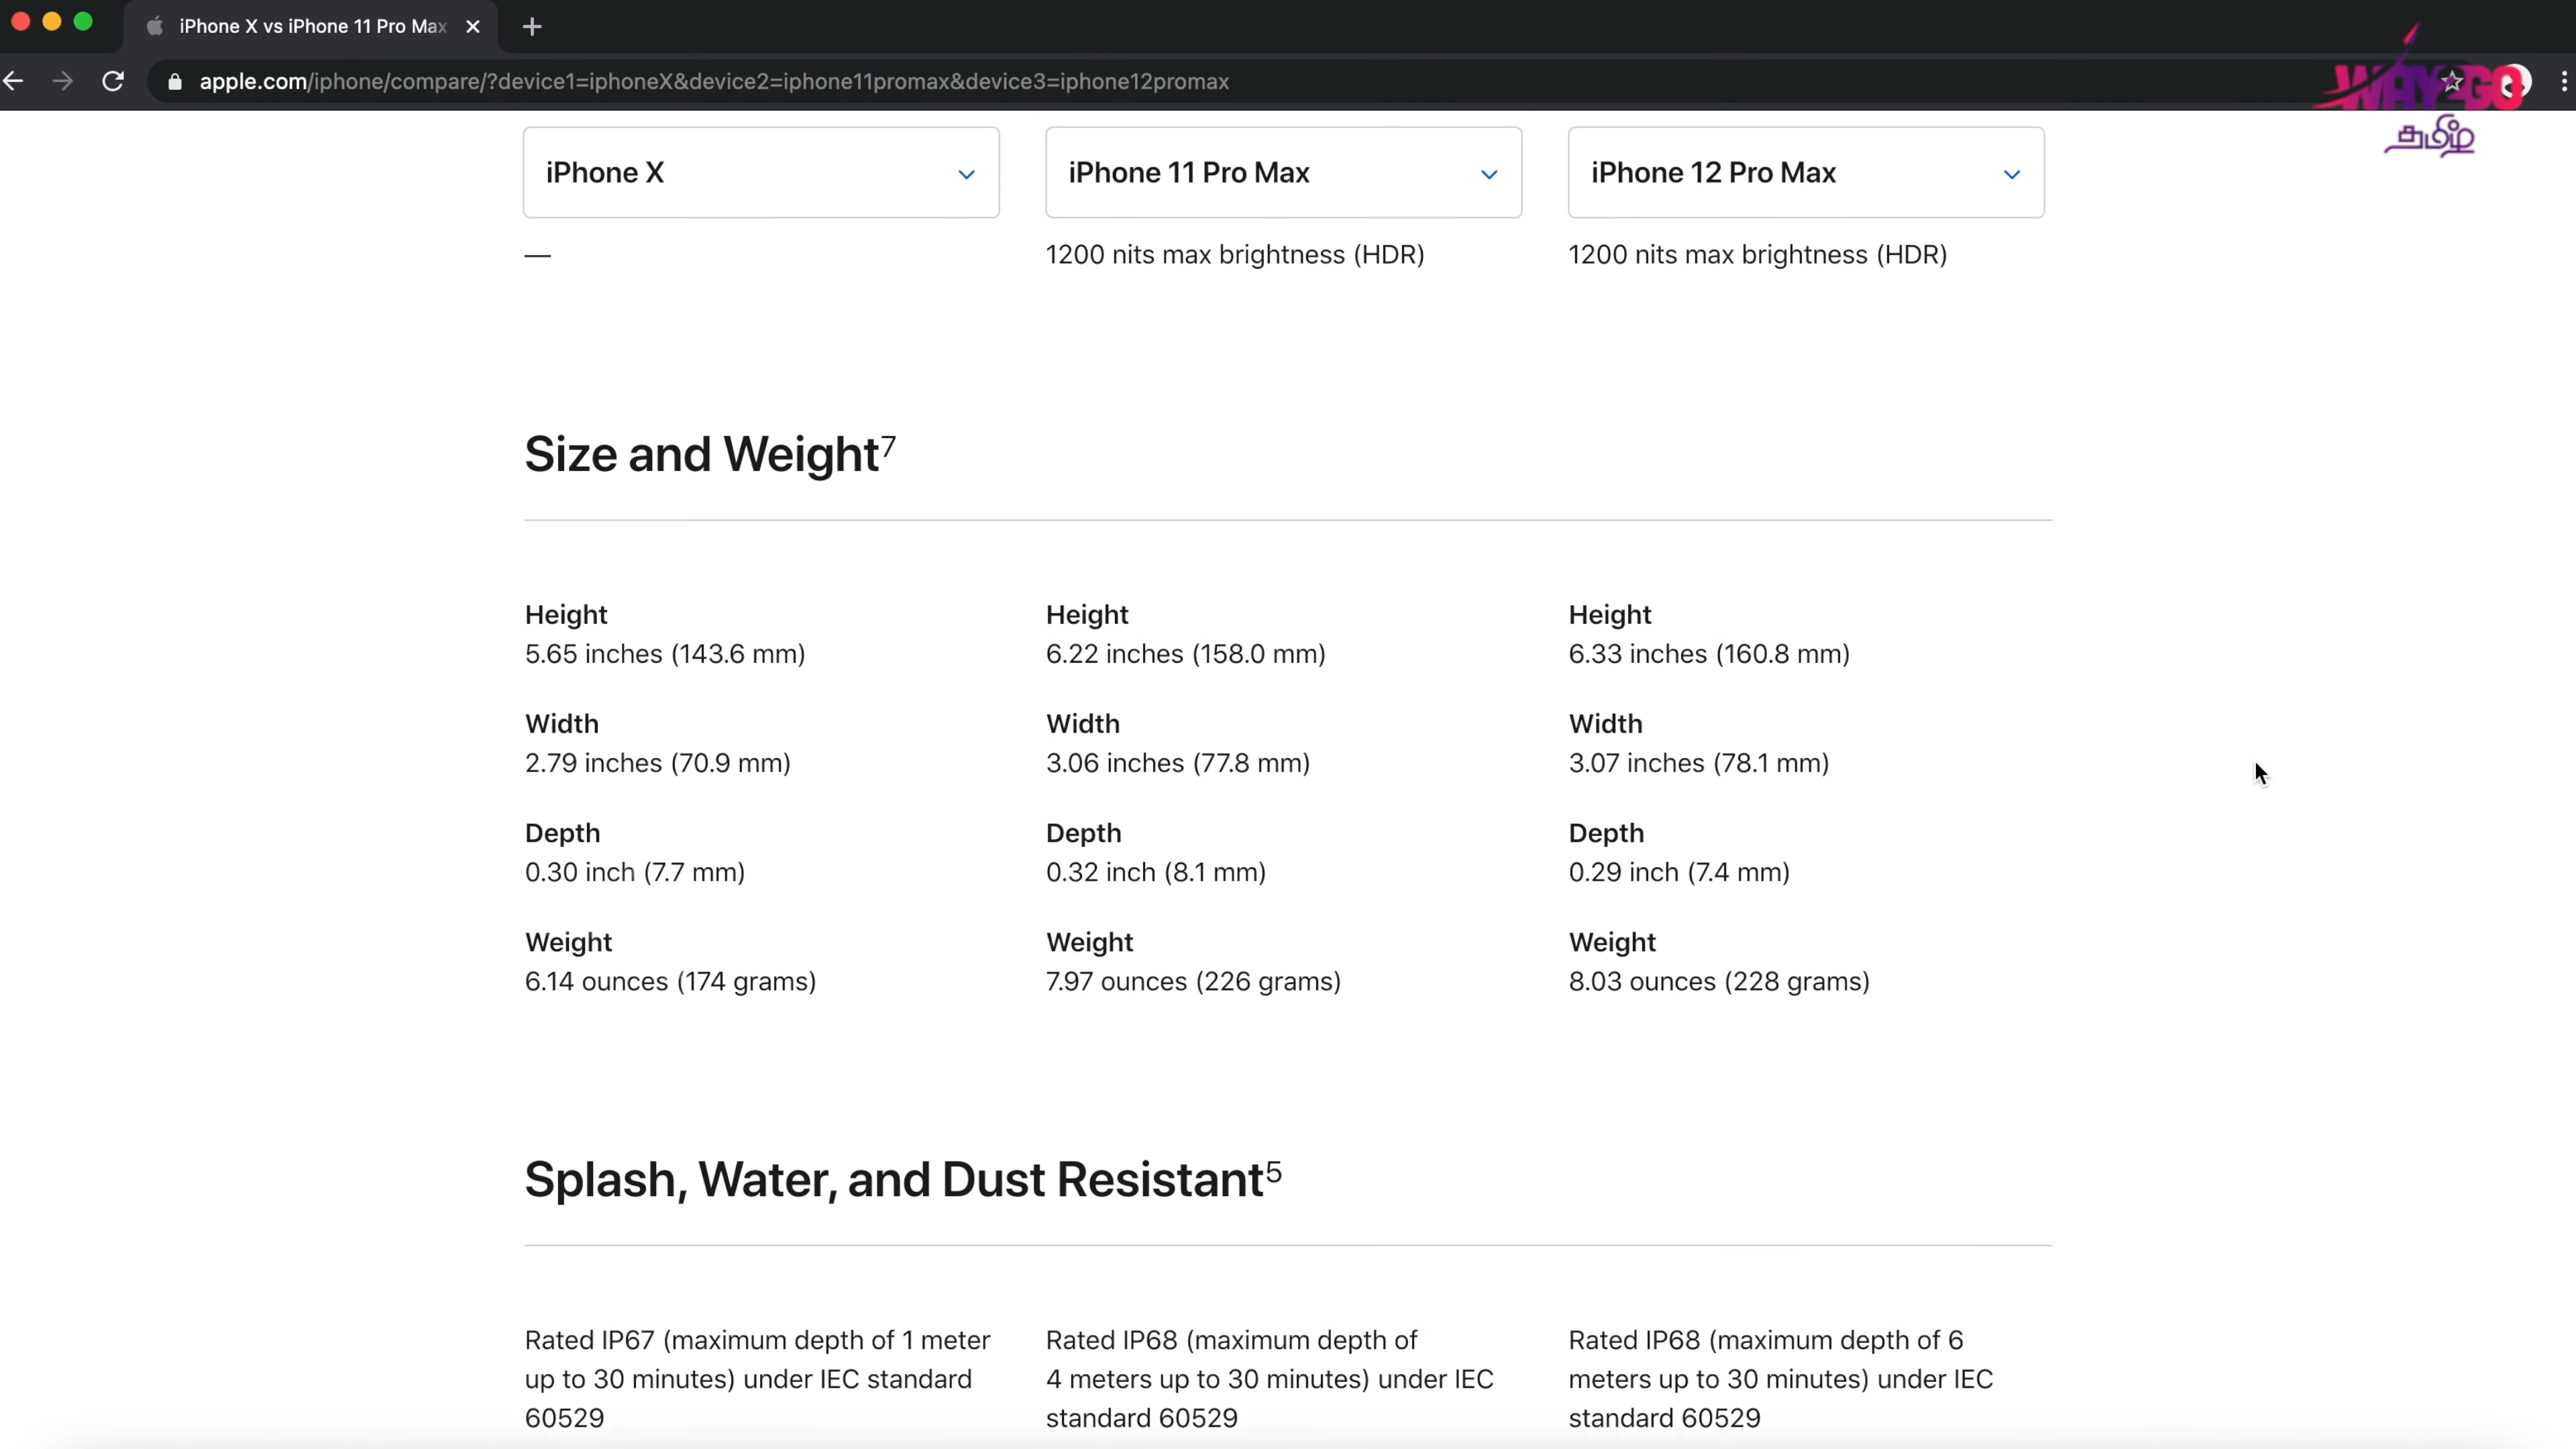 iPhone X vs iPhone 11 Pro Max
apple.com/iphone/compare/?device1=iphoneX&device2=iphone11promax&device3=iphone12promax
WAY2GO
தமிழ்
iPhone X
iPhone 11 Pro Max
iPhone 12 Pro Max
—
1200 nits max brightness (HDR)
1200 nits max brightness (HDR)
Size and Weight7
Height
5.65 inches (143.6 mm)
Width
2.79 inches (70.9 mm)
Depth
0.30 inch (7.7 mm)
Weight
6.14 ounces (174 grams)
Height
6.22 inches (158.0 mm)
Width
3.06 inches (77.8 mm)
Depth
0.32 inch (8.1 mm)
Weight
7.97 ounces (226 grams)
Height
6.33 inches (160.8 mm)
Width
3.07 inches (78.1 mm)
Depth
0.29 inch (7.4 mm)
Weight
8.03 ounces (228 grams)
Splash, Water, and Dust Resistant5
Rated IP67 (maximum depth of 1 meter
up to 30 minutes) under IEC standard
60529
Rated IP68 (maximum depth of
4 meters up to 30 minutes) under IEC
standard 60529
Rated IP68 (maximum depth of 6
meters up to 30 minutes) under IEC
standard 60529